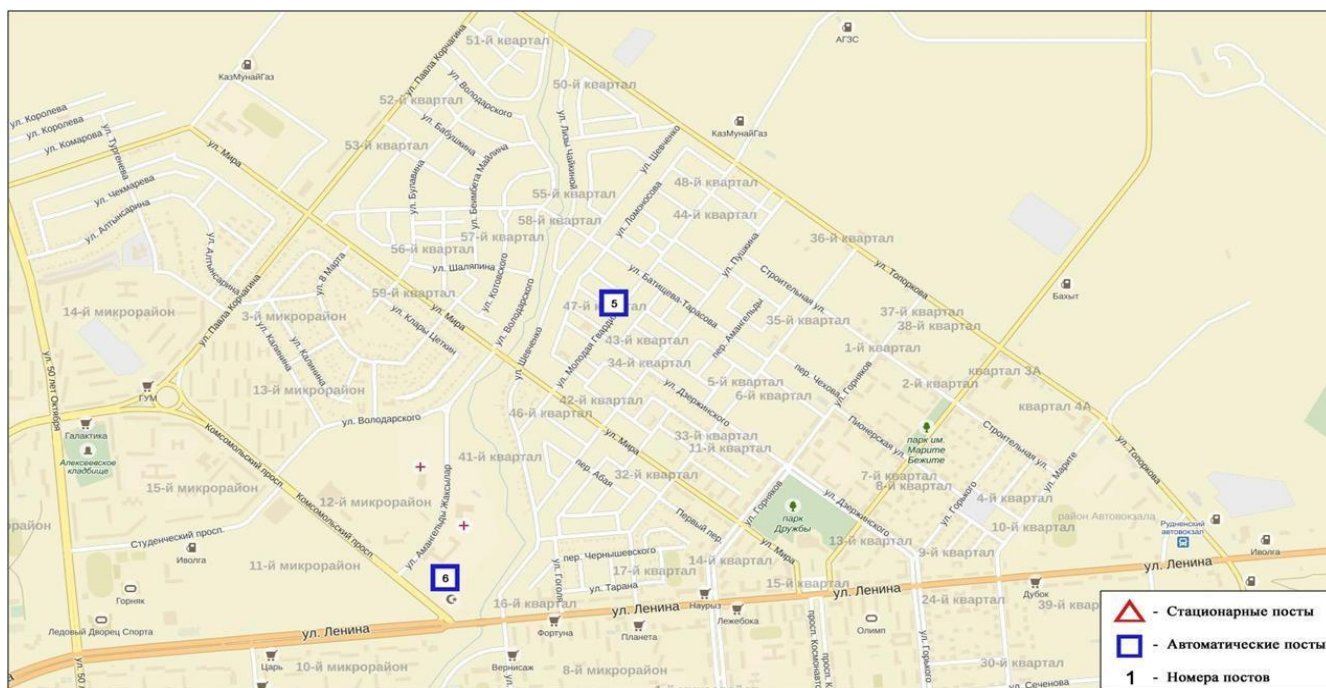 51-й квартал
АГЗС
КазМунайГаз
ул. Павла Корчагина
ул. Володарского
50-й квартал
52-й квартал
ул. Королева
ул. Королева
ул. Комарова
ул. Тургенева
ул. Бабушкина
ул. Лизы Чайкиной
КазМунайГаз
ул. Мира
53-й квартал
ул. Шевченко
ул. Булавина
ул. Беимбета Майлина
48-й квартал
ул. Чекмарева
55-й квартал
ул. Ломоносова
44-й квартал
ул. Алтынсарина
58-й квартал
ул. Алтынсарина
57-й квартал
ул. Пушкина
36-й квартал
56-й квартал
ул. 8 Марта
ул. Шаляпина
ул. Котовского
ул. Батищева-Тарасова
Строительная ул.
ул. Топоркова
Бахыт
59-й квартал
ул. Володарского
47-й квартал
5
14-й микрорайон
ул. Павла Корчагина
3-й микрорайон
ул. Мира
ул. Клары Цеткин
ул. Шевченко
37-й квартал
35-й квартал
38-й квартал
ул. Калинина
ул. Калинина
43-й квартал
пер. Амангельды
1-й квартал
ул. Молодая Гварди
34-й квартал
13-й микрорайон
5-й квартал
пер. Чехова
ул. Горняков
2-й квартал
квартал 3А
ГУМ
42-й квартал
ул. Дзержинского
6-й квартал
ул. 50 лет Октября
46-й квартал
квартал 4А
ул. Володарского
Галактика
Комсомольский просп.
ул. Мира
33-й квартал
11-й квартал
Пионерская ул.
парк им. Марите Бежите
Строительная ул.
ул. Топоркова
Алексеевское кладбище
41-й квартал
пер. Абая
32-й квартал
7-й квартал
8-й квартал
ул. Марите
15-й микрорайон
12-й микрорайон
Комсомольский просп.
ул. Амангельды Жаксылар
ул. Горняков
ул. Горького
4-й квартал
парк Дружбы
ул. Дзержинского
район Автовокзала
10-й квартал
Первый пер.
ул. Мира
Студенческий просп.
Иволга
Рудненский автовокзал
Иволга
13-й квартал
9-й квартал
пер. Чернышевского
11-й микрорайон
14-й квартал
17-й квартал
6
ул. Гоголя
ул. Тарана
15-й квартал
ул. Ленина
Горняк
16-й квартал
ул. Ленина
Наурыз
Дубок
24-й квартал
Ледовый Дворец Спорта
ул. Ленина
Фортуна
Планета
Лежебока
Олимп
Царь
10-й микрорайон
Вернисаж
8-й микрорайон
ул. Горького
30-й квартал
ул. Сеченова
- Стационарные посты
- Автоматические посты
1 - Номера постов